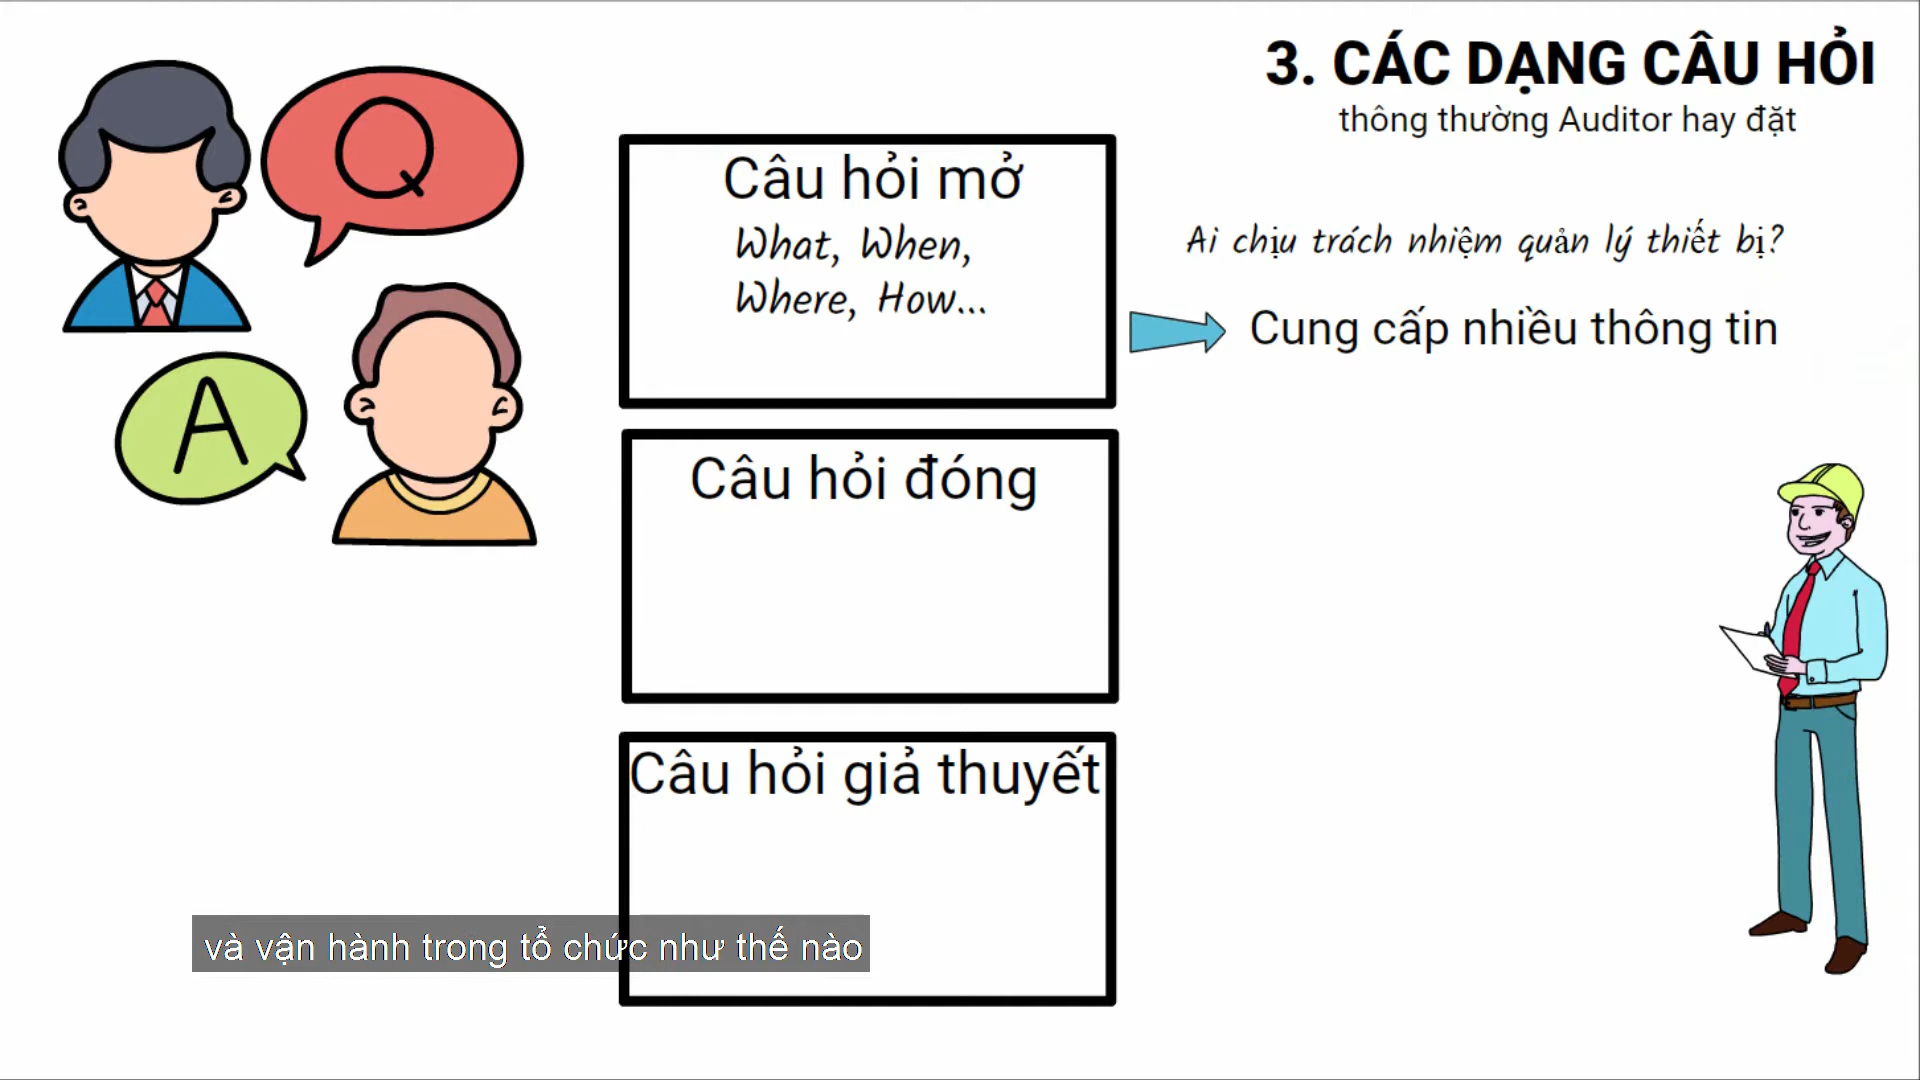 3. CÁC DẠNG CÂU HỎI
thông thường Auditor hay đặt
Q
A
Câu hỏi mở
What, When,
Where, How...
Ai chịu trách nhiệm quản lý thiết bị?
Cung cấp nhiều thông tin
Câu hỏi đóng
Câu hỏi giả thuyết
và vận hành trong tổ chức như thế nào